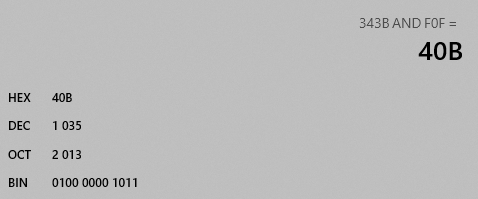 343B AND F0F =
40B
HEX 40B
DEC 1 035
OCT 2 013
BIN 0100 0000 1011